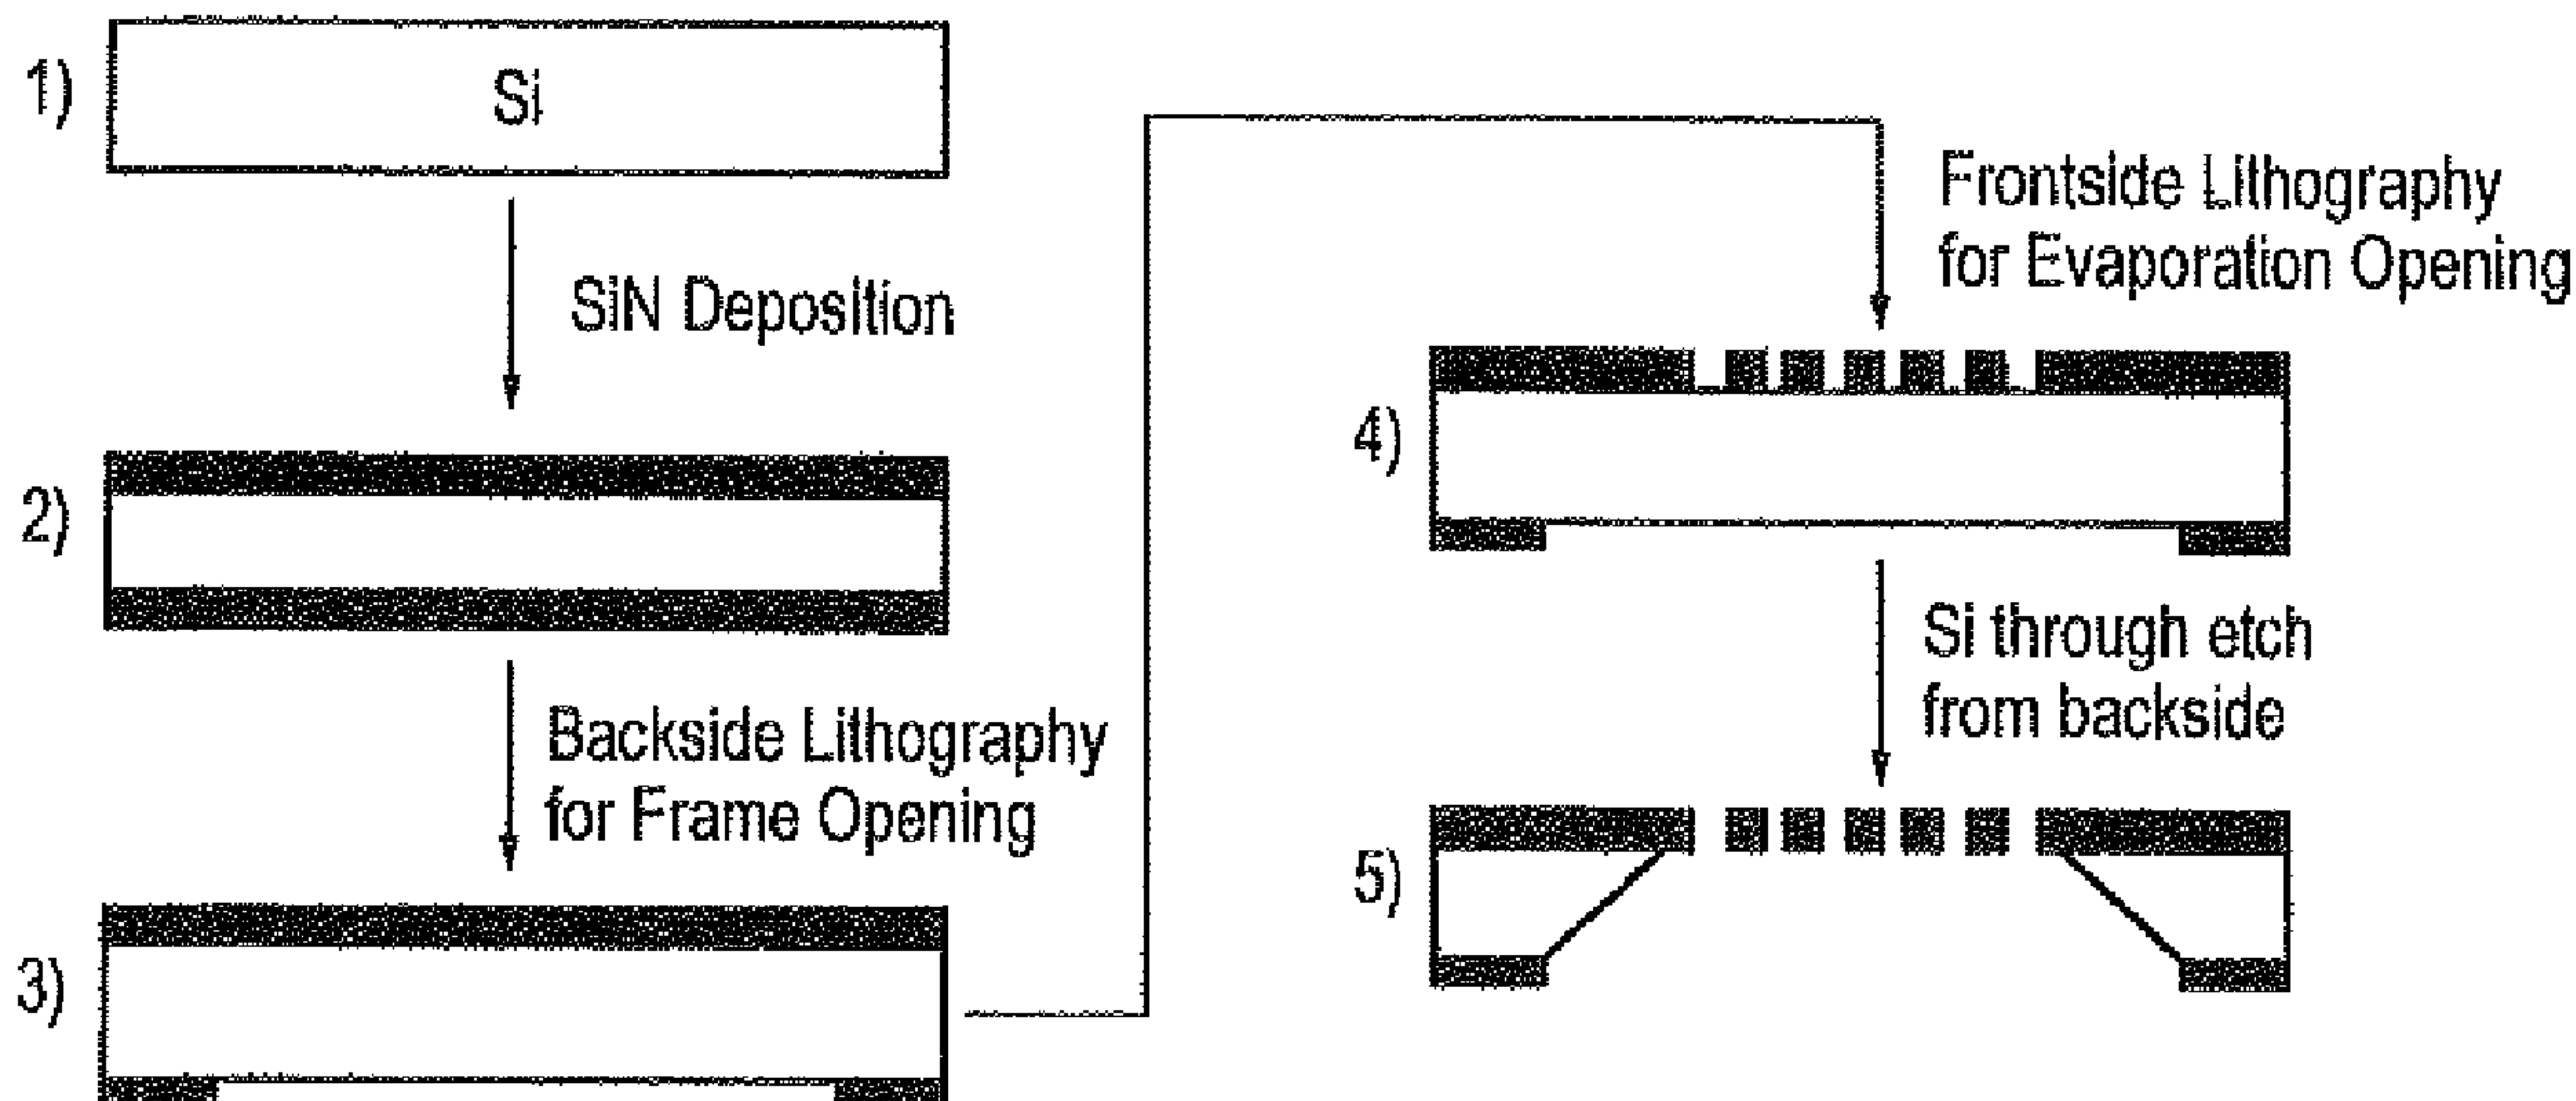 1)
Si
SiN Deposition
2)
Backside Lithography
for Frame Opening
3)
Frontside Lithography
for Evaporation Opening
4)
Si through etch
from backside
5)